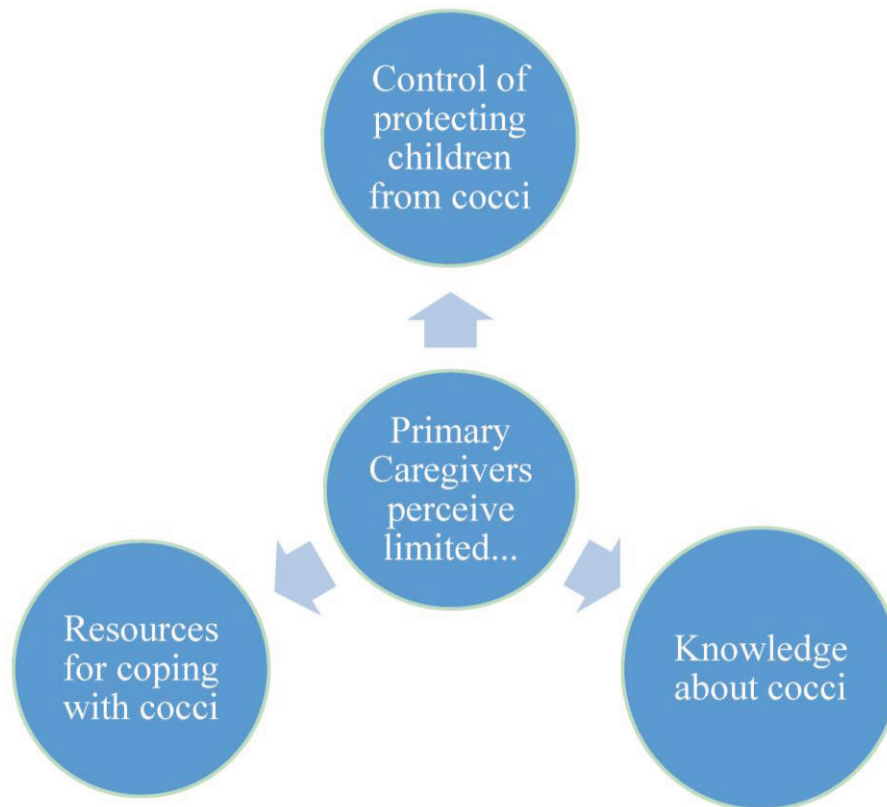 Control of
protecting
children
from cocci
Primary
Caregivers
perceive
limited...
Resources
for coping
with cocci
Knowledge
about cocci